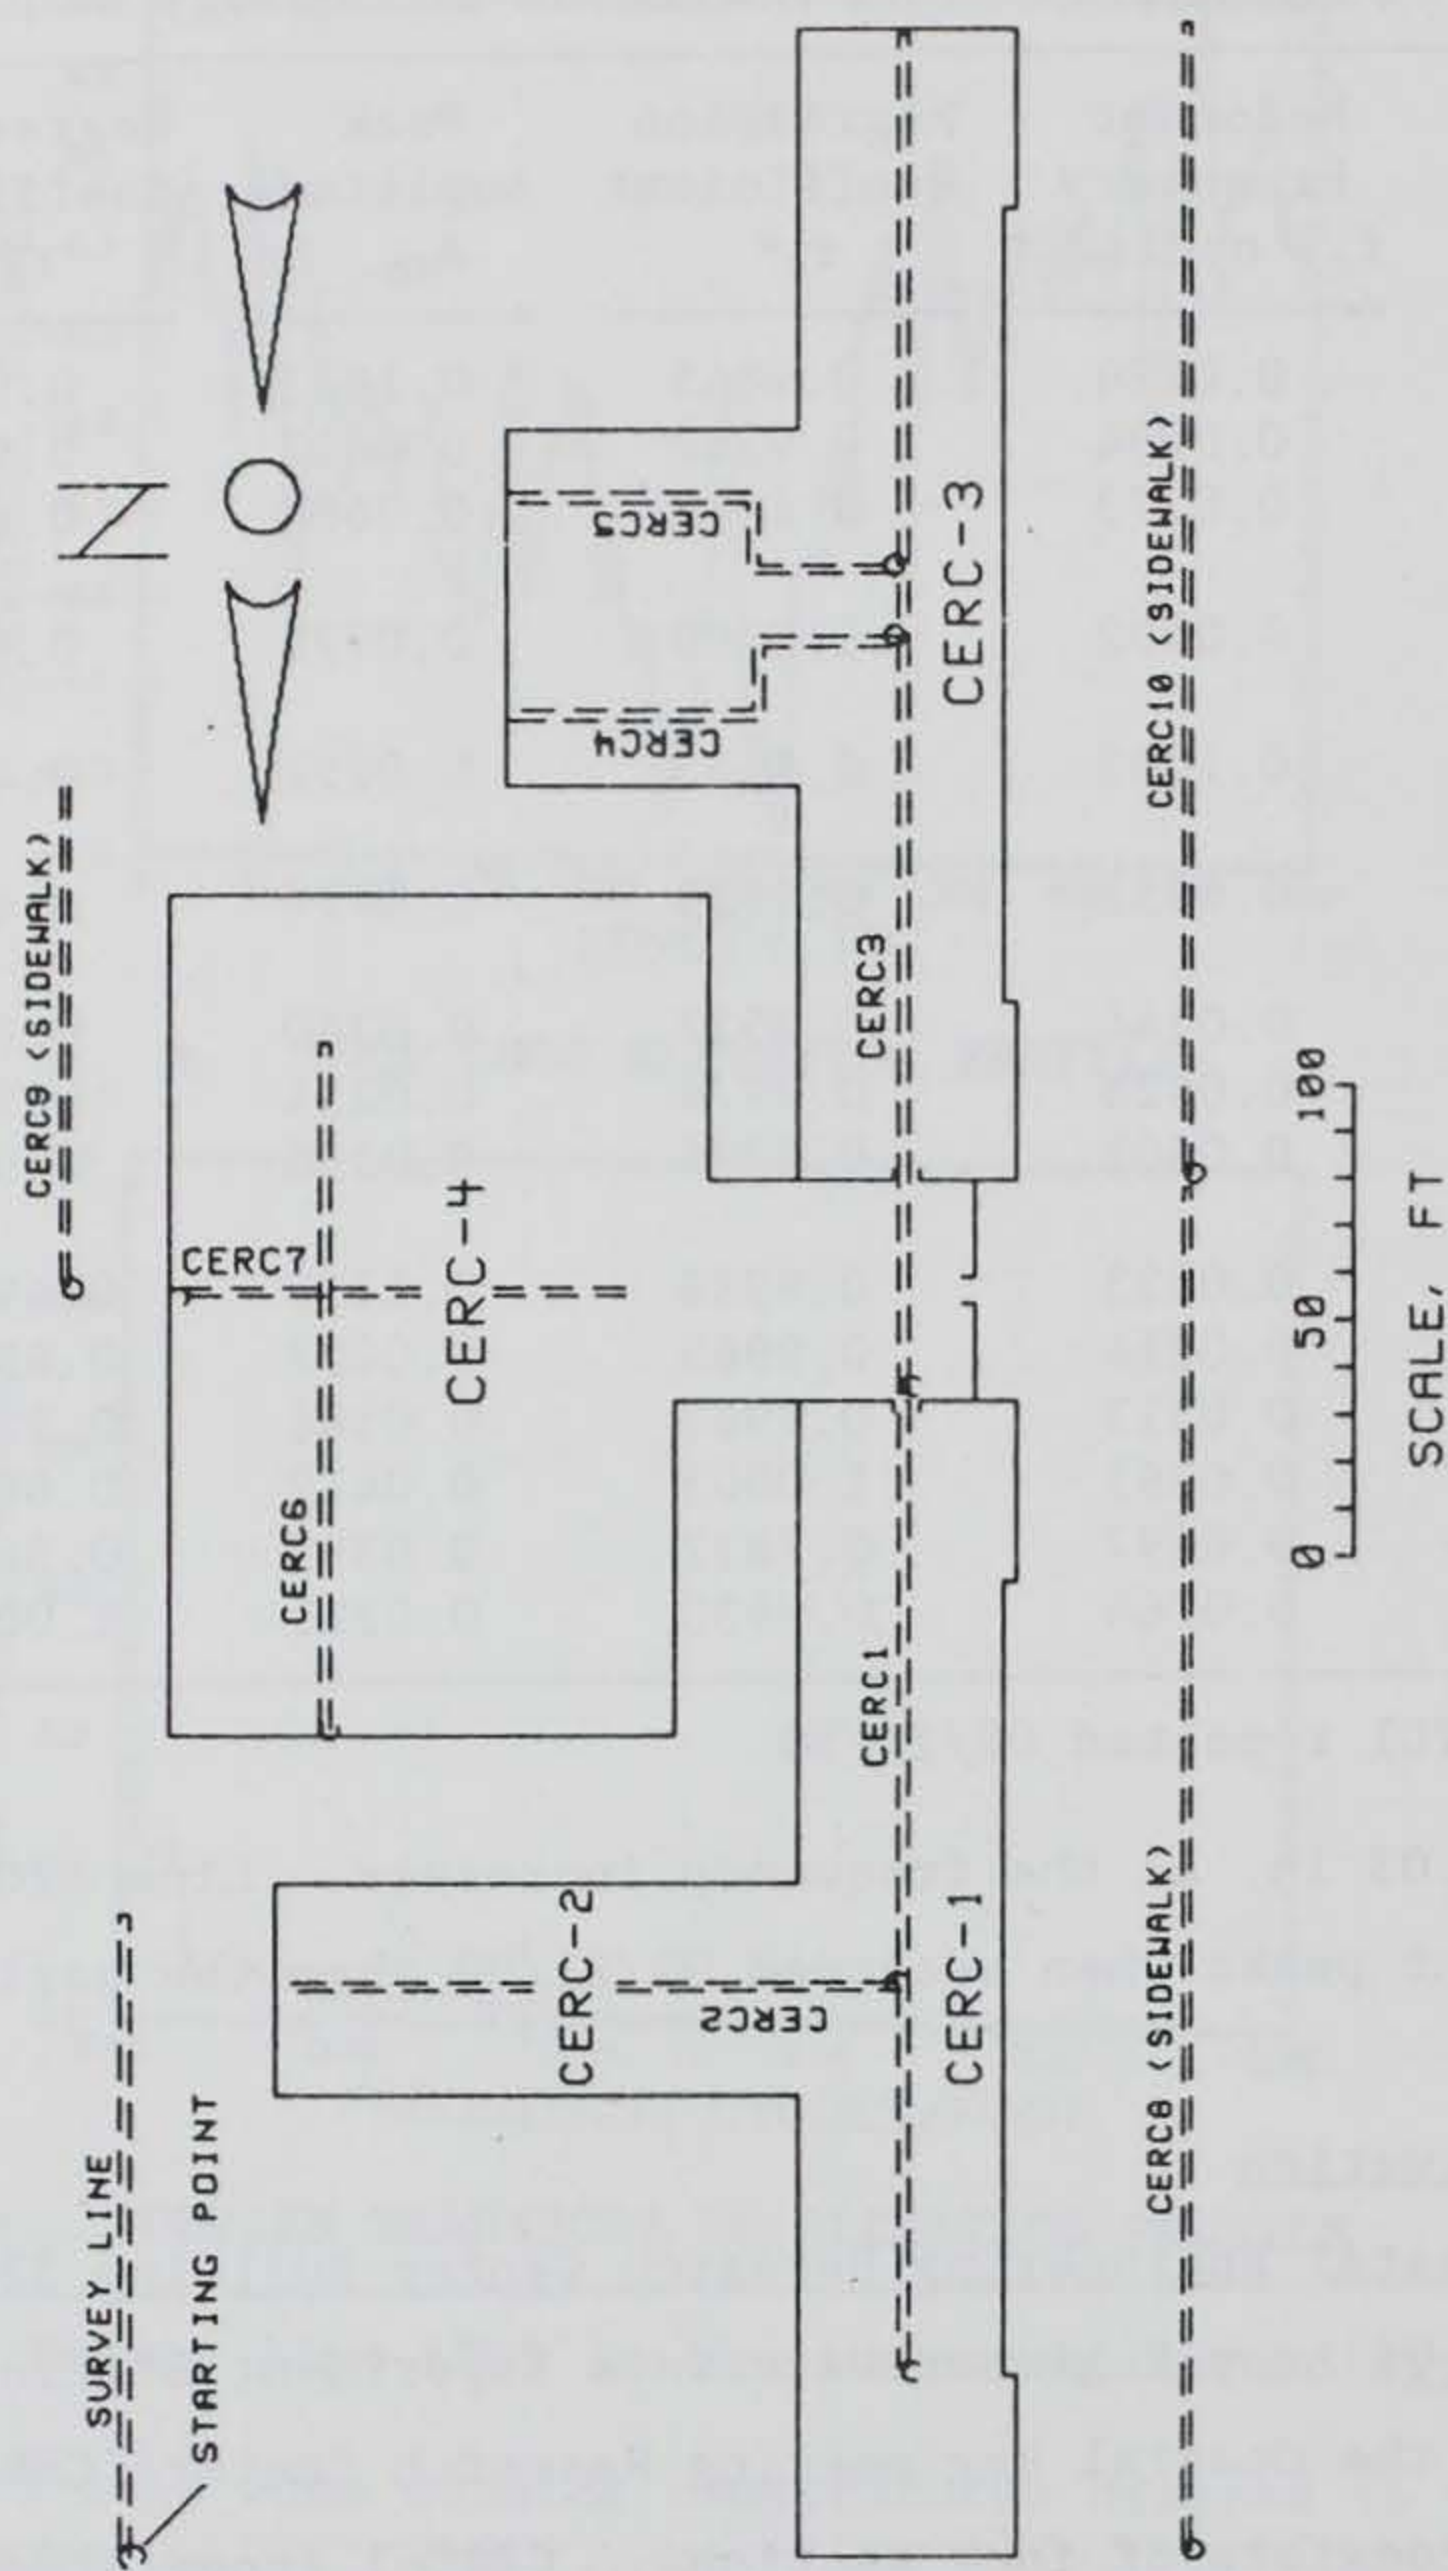 SURVEY LINE
STARTING POINT
CERC9 (SIDEWALK)
N
CERC7
CERC6
CERC-4
CERC-2
CERC2
CERC4
CERC5
CERC1
CERC3
CERC-1
CERC-3
CERC8 (SIDEWALK)
CERC10 (SIDEWALK)
0 50 100
SCALE, FT